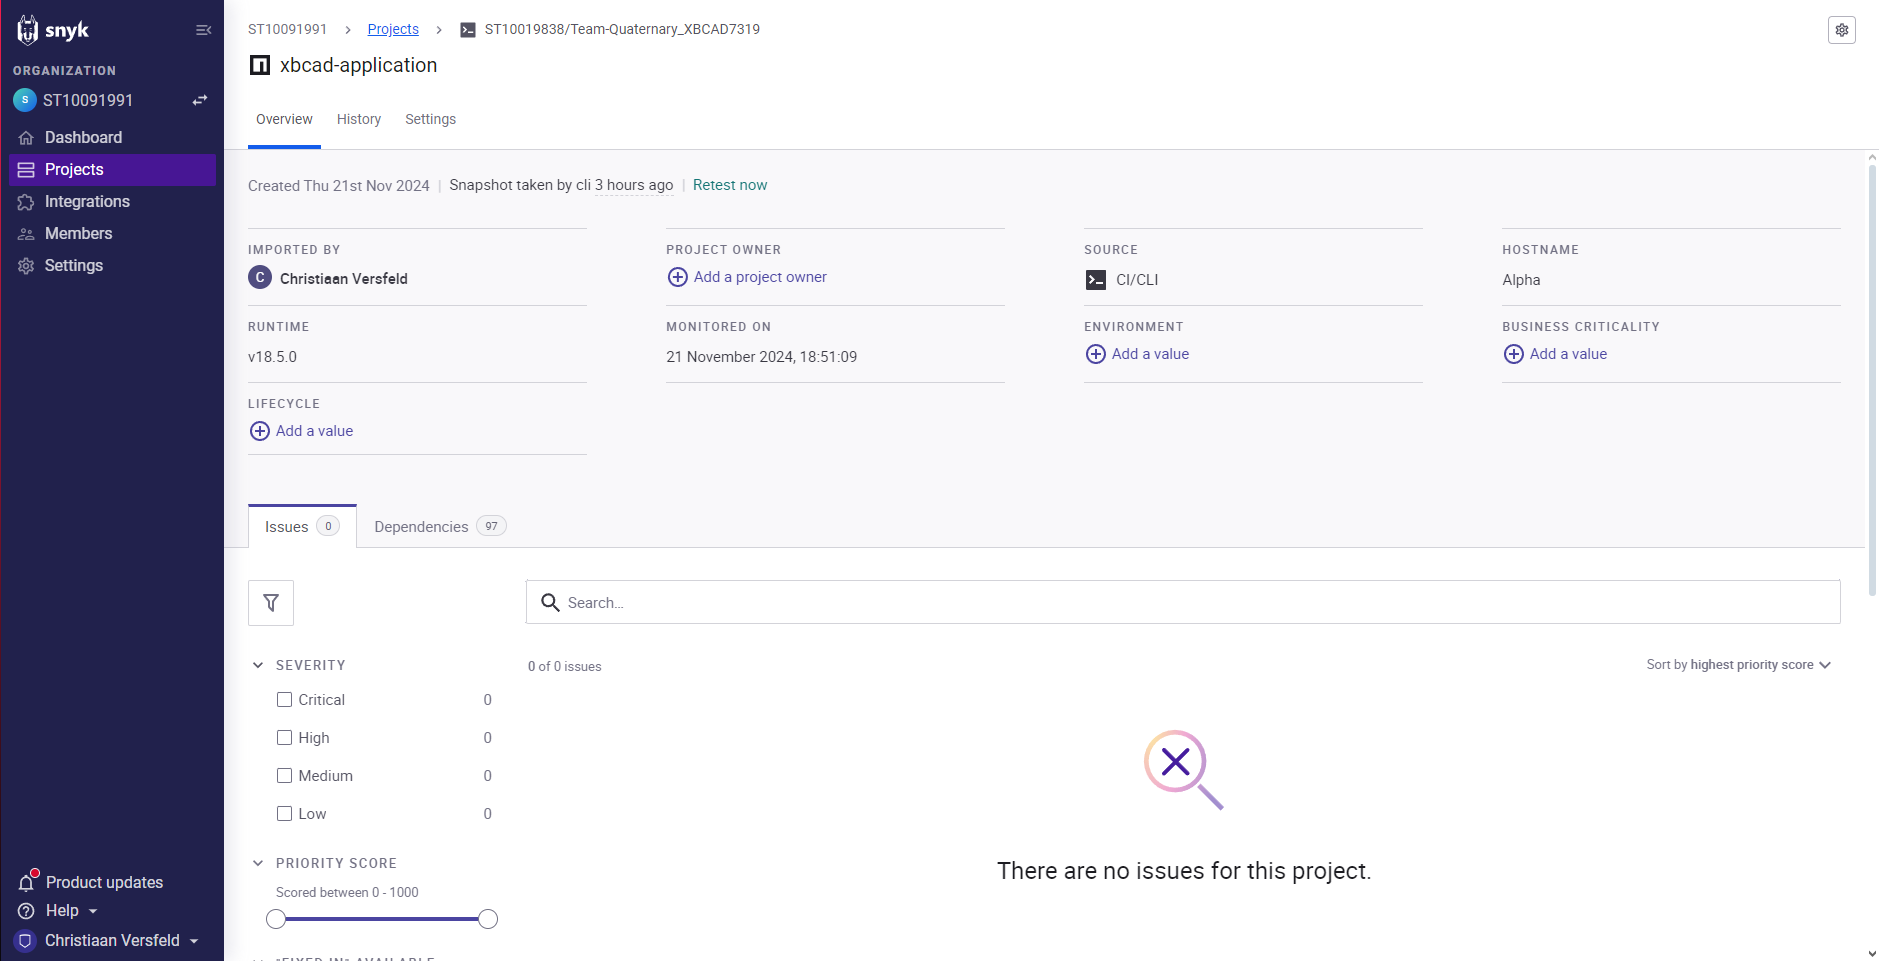 snyk
ORGANIZATION
S ST10091991
Dashboard
Projects
Integrations
Members
Settings
Product updates
Help
Christiaan Versfeld
ST10091991 > Projects > ST10019838/Team-Quaternary_XBCAD7319
xbcad-application
Overview History Settings
Created Thu 21st Nov 2024 | Snapshot taken by cli 3 hours ago | Retest now
IMPORTED BY
C Christiaan Versfeld
PROJECT OWNER
Add a project owner
SOURCE
CI/CLI
HOSTNAME
Alpha
RUNTIME
v18.5.0
MONITORED ON
21 November 2024, 18:51:09
ENVIRONMENT
Add a value
BUSINESS CRITICALITY
Add a value
LIFECYCLE
Add a value
Issues 0 Dependencies 97
Search...
SEVERITY
Critical 0
High 0
Medium 0
Low 0
PRIORITY SCORE
Scored between 0 - 1000
"FIXED IN" AVAILABLE
0 of 0 issues
Sort by highest priority score
There are no issues for this project.